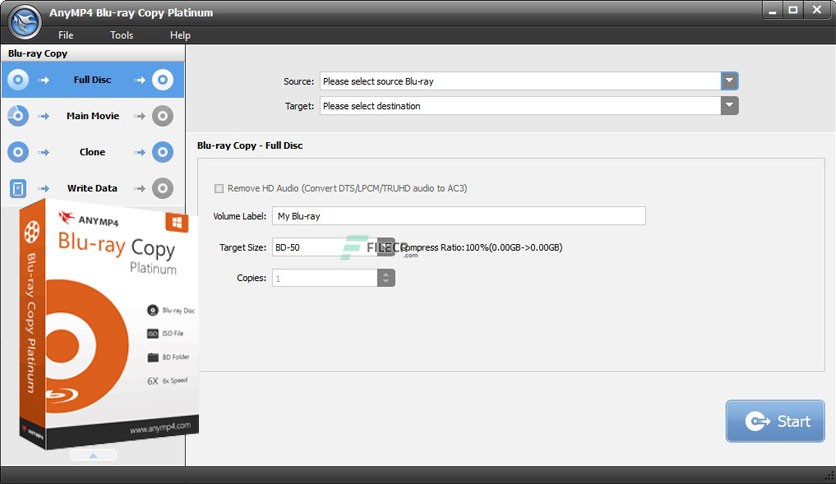 AnyMP4 Blu-ray Copy Platinum
File Tools Help
Blu-ray Copy
Full Disc
Main Movie
Clone
Write Data
Source: Please select source Blu-ray
Target: Please select destination
Blu-ray Copy - Full Disc
Remove HD Audio (Convert DTS/LPCM/TRUHD audio to AC3)
Volume Label: My Blu-ray
Target Size: BD-50
Compress Ratio:100%(0.00GB->0.00GB)
Copies: 1
.com
Start
ANYMP4
Blu-ray Copy
Platinum
Blu-ray Disc
ISO
ISO File
BD Folder
6X 6x Speed
www.anymp4.com
Blu-ray Copy Platinum
ANYMP4